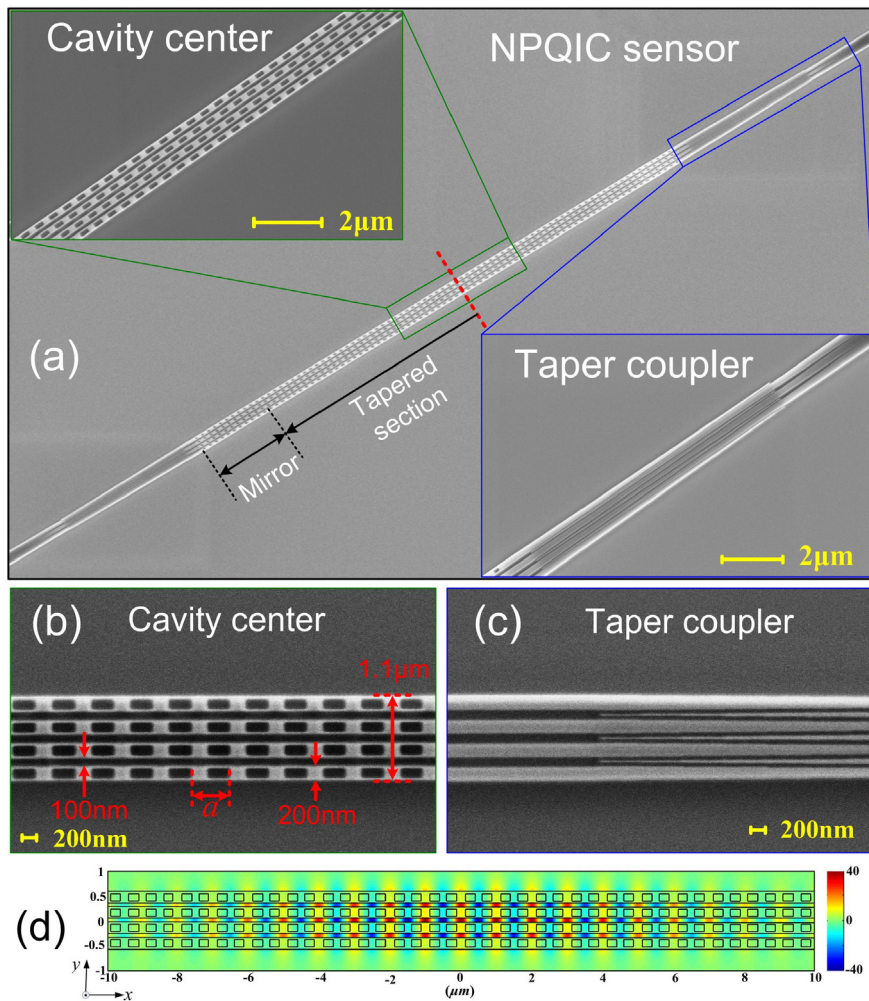 Cavity center
NPQIC sensor
2μm
(a)
Tapered
section
Mirror
Taper coupler
2μm
(b)
Cavity center
1.1μm
100nm
a
200nm
200nm
(c)
Taper coupler
200nm
(d)
1
0.5
0
-0.5
-1
-10
-8
-6
-4
-2
0
2
4
6
8
10
(μm)
y
x
40
0
-40